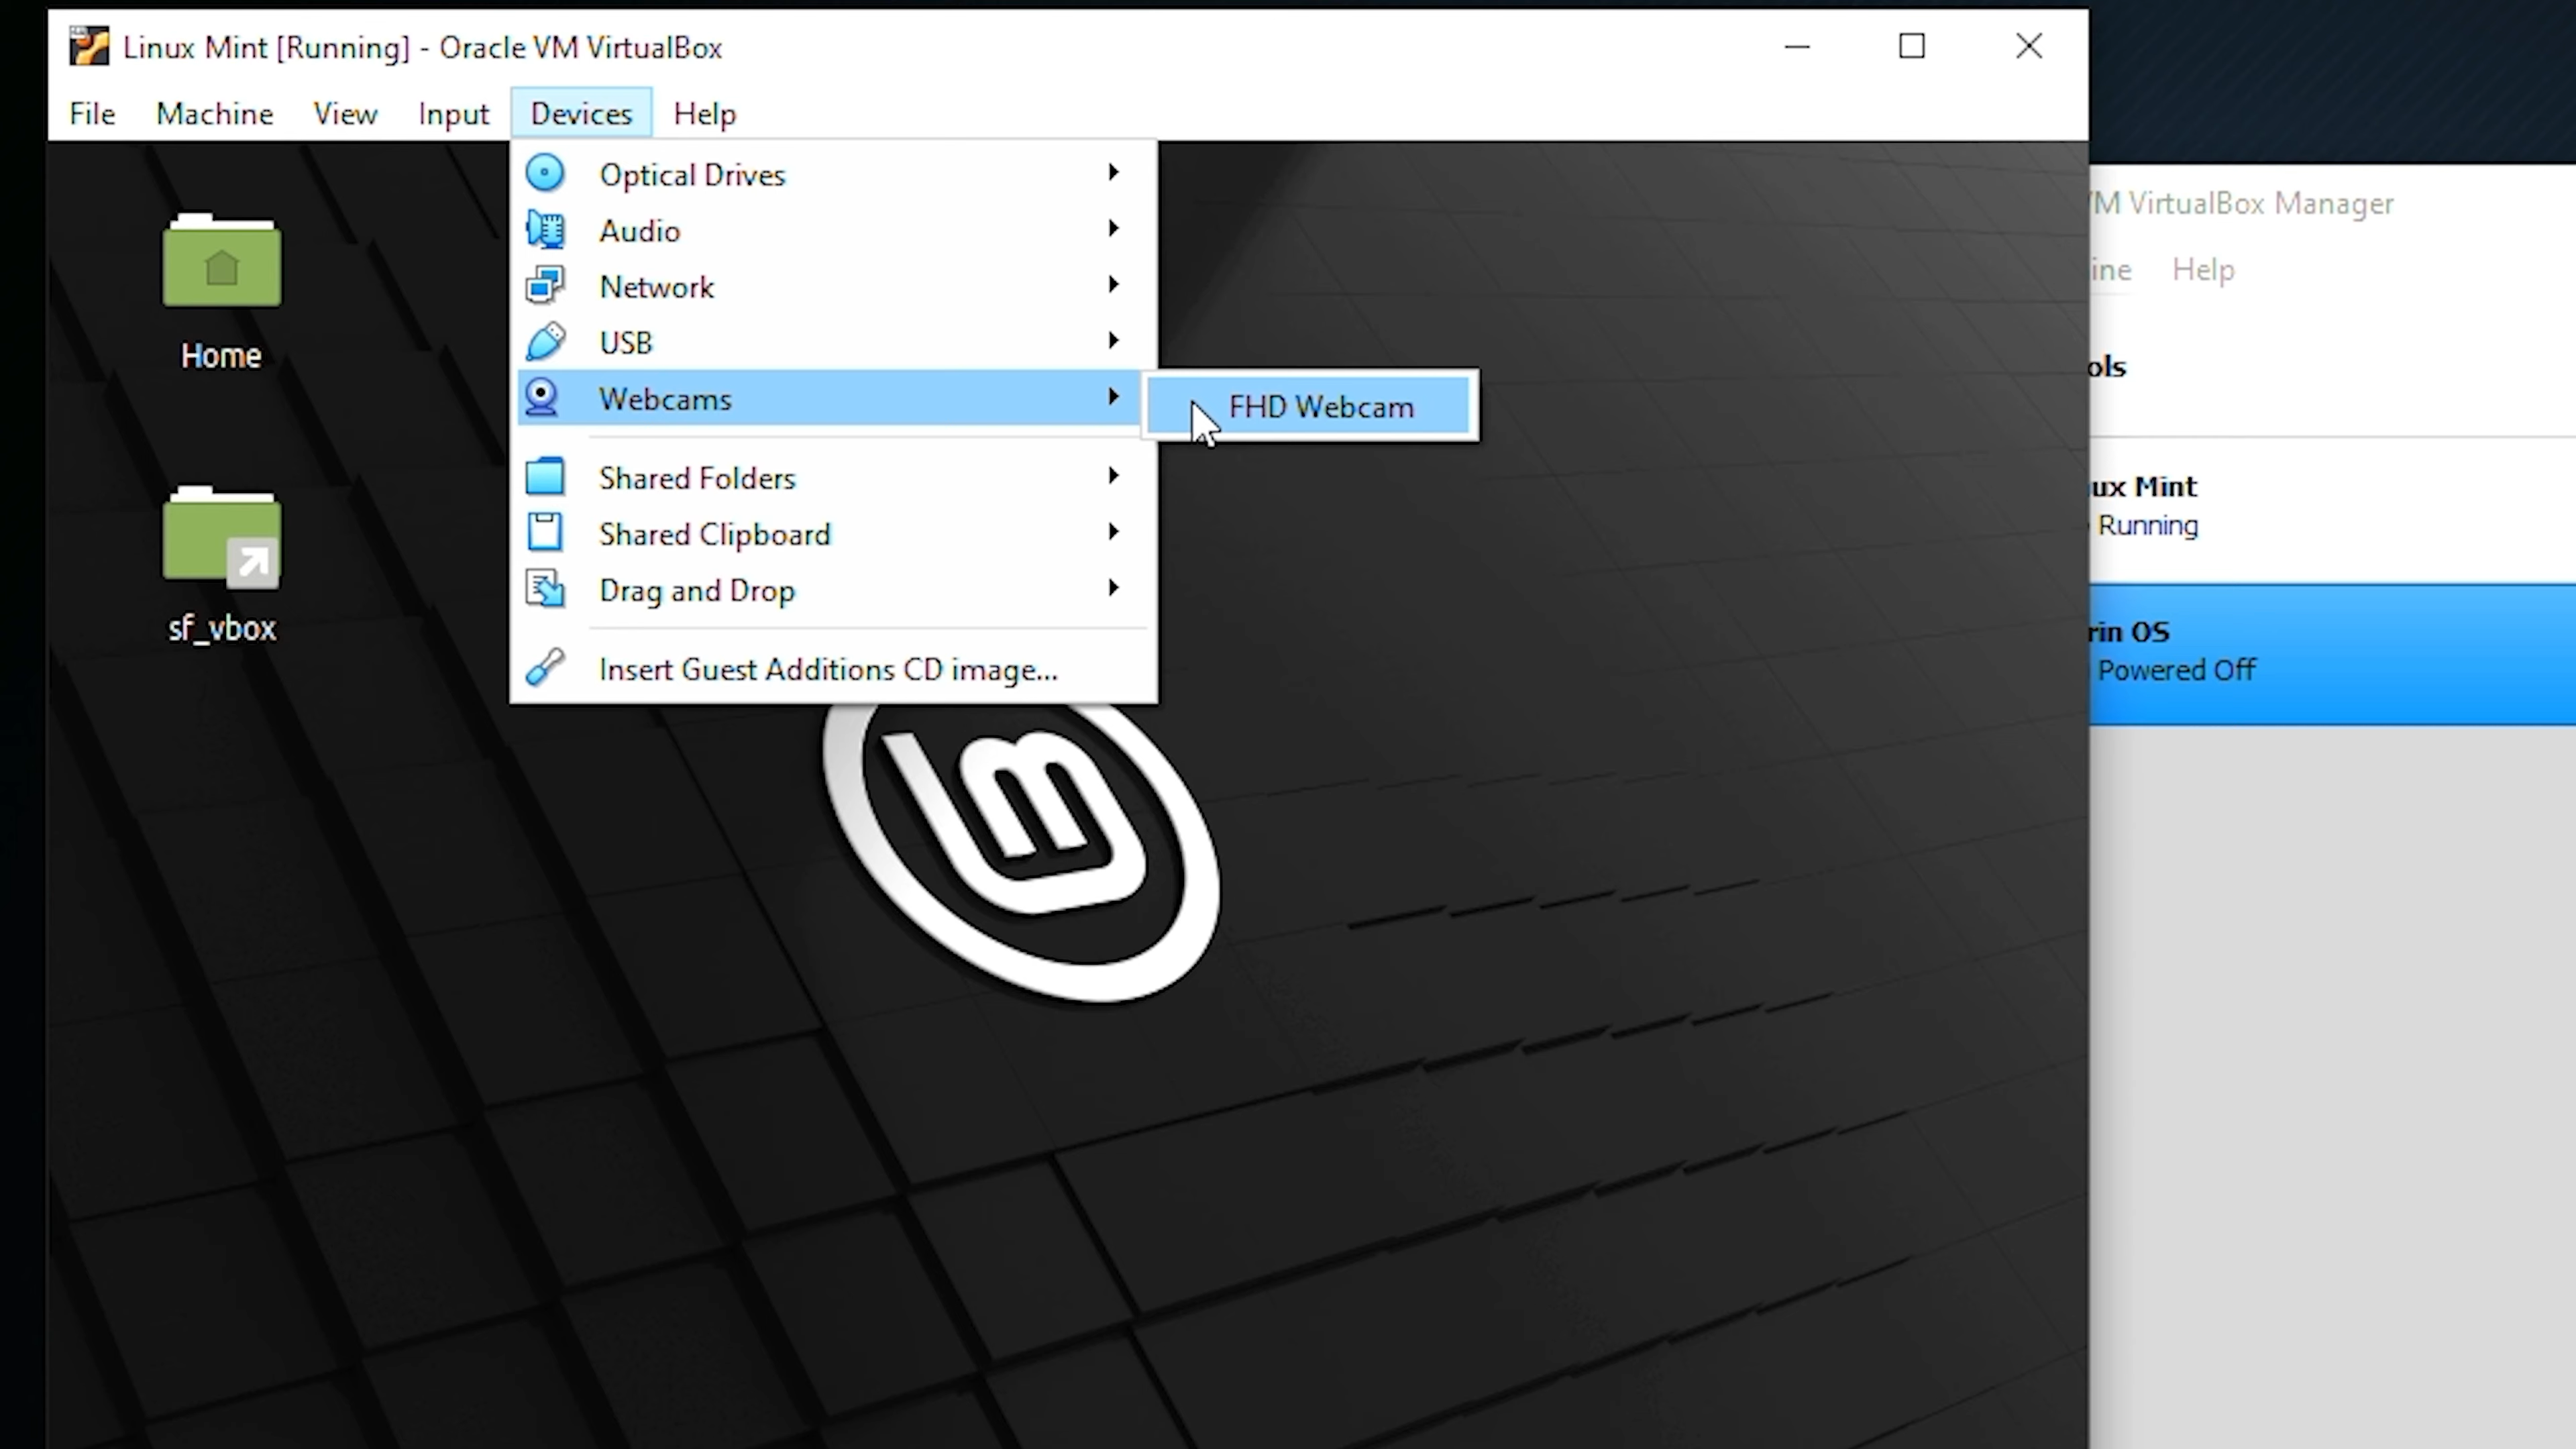 Linux Mint [Running] - Oracle VM VirtualBox
File Machine View Input Devices Help
Optical Drives
Audio
Network
USB
Webcams
FHD Webcam
Shared Folders
Shared Clipboard
Drag and Drop
Insert Guest Additions CD image...
Home
sf_vbox
VM VirtualBox Manager
ine Help
ols
ux Mint
Running
rin OS
Powered Off
lm